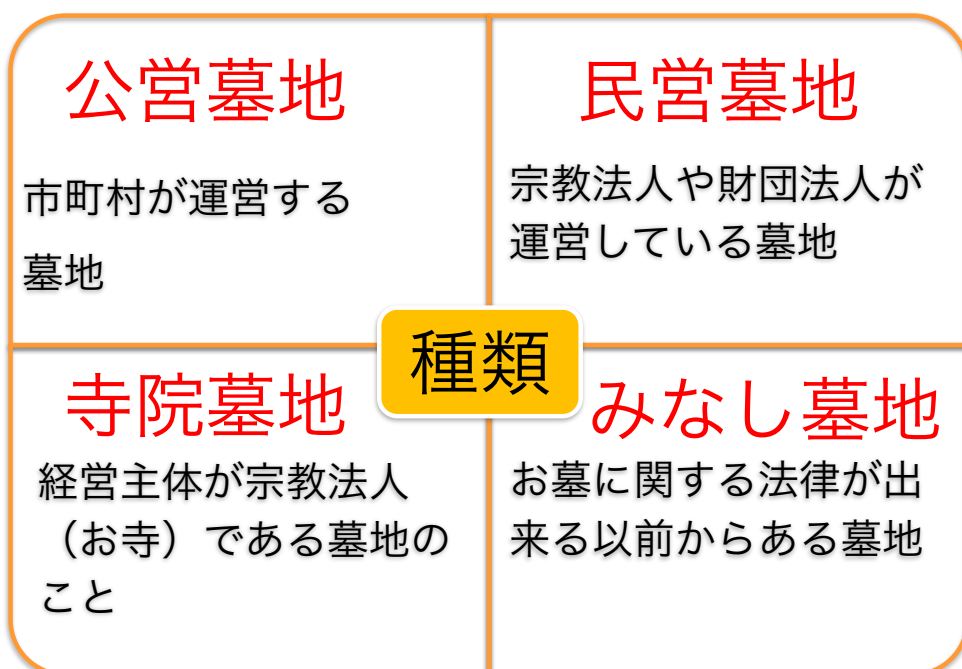 公営墓地
市町村が運営する
墓地
民営墓地
宗教法人や財団法人が
運営している墓地
種類
寺院墓地
経営主体が宗教法人
（お寺）である墓地の
こと
みなし墓地
お墓に関する法律が出
来る以前からある墓地